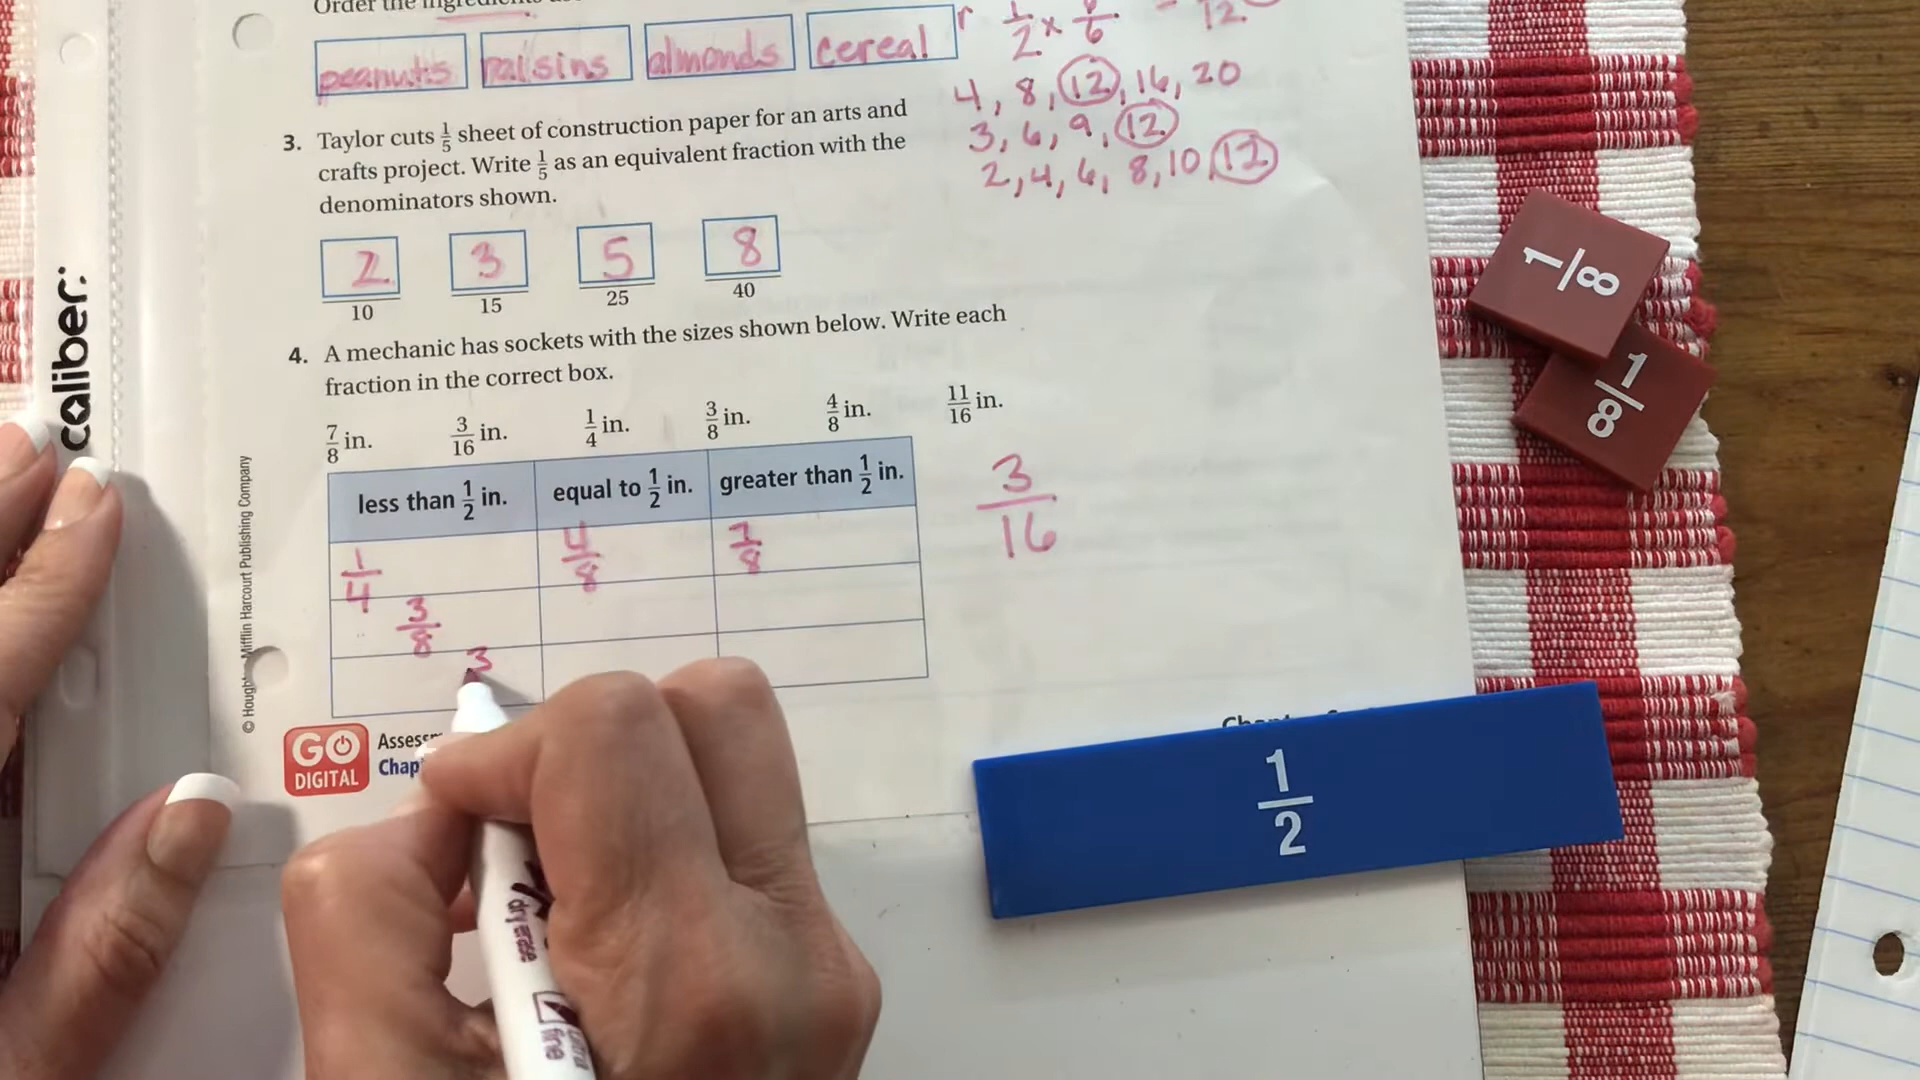 Order the
peanuts raisins almonds cereal
r 1/2 × 6/6 = 12
4, 8, 12, 16, 20
3, 6, 9, 12
2, 4, 6, 8, 10, 12
3. Taylor cuts 1/5 sheet of construction paper for an arts and
crafts project. Write 1/5 as an equivalent fraction with the
denominators shown.
2/10 3/15 5/25 8/40
4. A mechanic has sockets with the sizes shown below. Write each
fraction in the correct box.
7/8 in. 3/16 in. 1/4 in. 3/8 in. 4/8 in. 11/16 in.
less than 1/2 in. equal to 1/2 in. greater than 1/2 in.
1/4 4/8 7/8
3/8
3
3/16
GO
DIGITAL
caliber:
Mifflin Harcourt Publishing Company
1/8
1/8
1/2
dry erase
fine